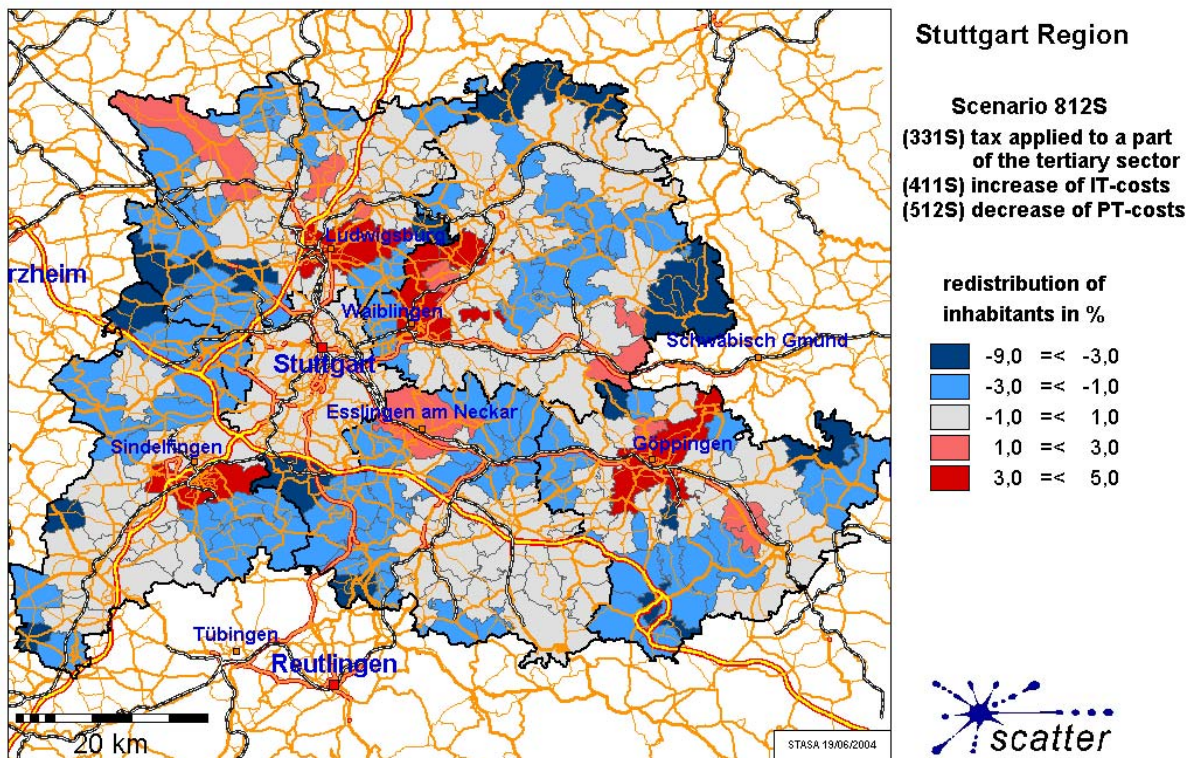 Stuttgart Region
Scenario 812S
(331S) tax applied to a part
of the tertiary sector
(411S) increase of IT-costs
(512S) decrease of PT-costs
redistribution of
inhabitants in %
-9,0 =< -3,0
-3,0 =< -1,0
-1,0 =< 1,0
1,0 =< 3,0
3,0 =< 5,0
Ludwigsburg
rzheim
Waiblingen
Stuttgart
Schwäbisch Gmünd
Esslingen am Neckar
Sindelfingen
Göppingen
Tübingen
Reutlingen
20 km
STASA 19/06/2004
scatter